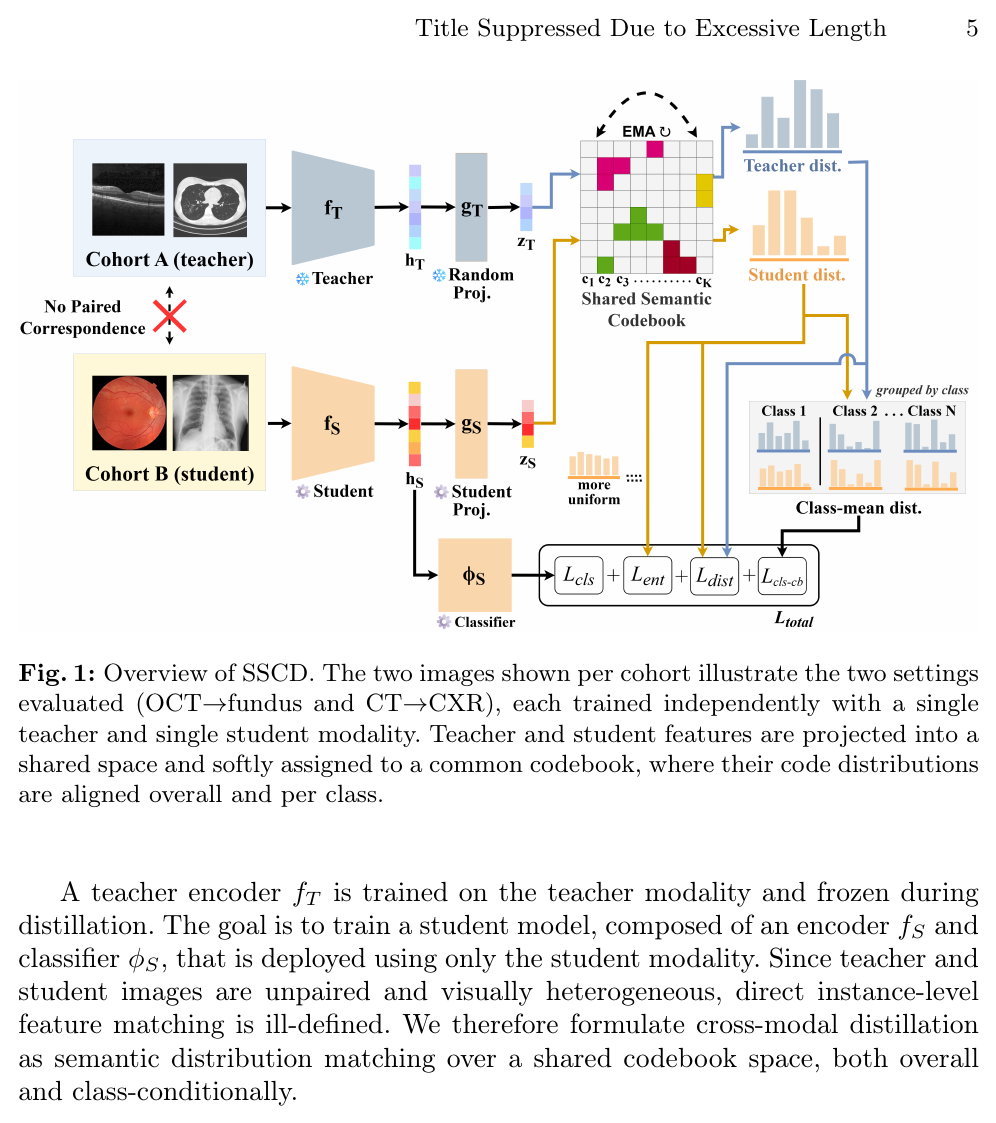 Title Suppressed Due to Excessive Length 5
EMA ↻
Teacher dist.
Student dist.
Cohort A (teacher)
f_T
Teacher
h_T
g_T
Random
Proj.
z_T
c_1 c_2 c_3 .......... c_K
Shared Semantic
Codebook
No Paired
Correspondence
Cohort B (student)
f_S
Student
h_S
g_S
Student
Proj.
z_S
more
uniform
grouped by class
Class 1 Class 2 . . . Class N
Class-mean dist.
ϕ_S
Classifier
L_cls + L_ent + L_dist + L_cls-cb
L_total
Fig. 1: Overview of SSCD. The two images shown per cohort illustrate the two settings
evaluated (OCT→fundus and CT→CXR), each trained independently with a single
teacher and single student modality. Teacher and student features are projected into a
shared space and softly assigned to a common codebook, where their code distributions
are aligned overall and per class.
A teacher encoder f_T is trained on the teacher modality and frozen during
distillation. The goal is to train a student model, composed of an encoder f_S and
classifier ϕ_S, that is deployed using only the student modality. Since teacher and
student images are unpaired and visually heterogeneous, direct instance-level
feature matching is ill-defined. We therefore formulate cross-modal distillation
as semantic distribution matching over a shared codebook space, both overall
and class-conditionally.